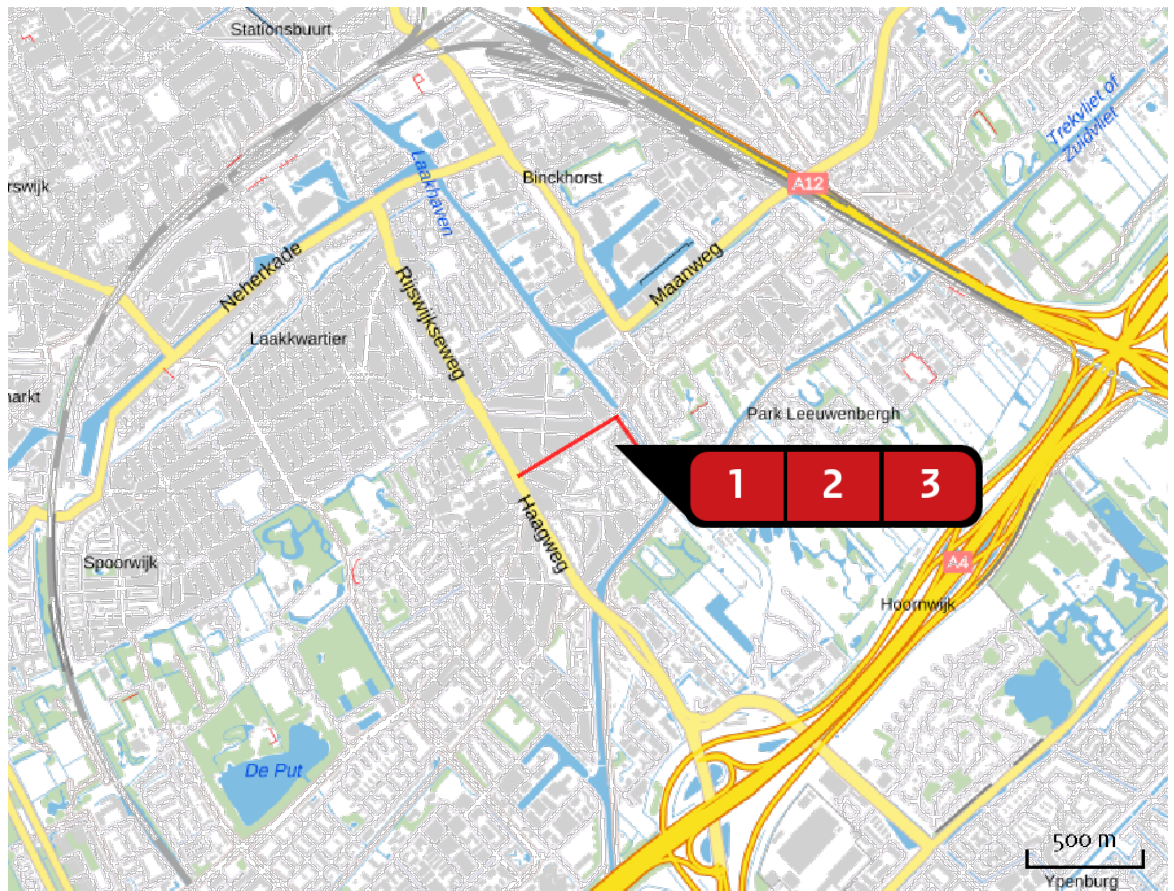 Stationsbuurt
Trekvliet of
Zuidvliet
Laakhaven
Binckhorst
A12
rswijk
Neherkade
Maanweg
Rijswijkseweg
Laakkwartier
arkt
Park Leeuwenbergh
1 2 3
Haagweg
Spoorwijk
A4
Hoornwijk
De Put
500 m
Ypenburg